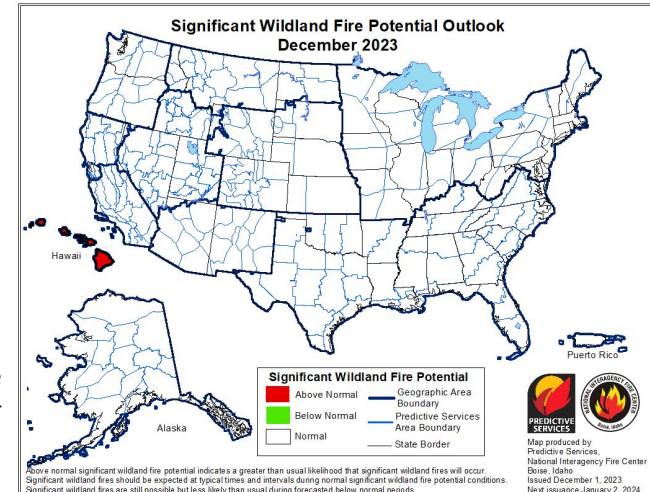 Significant Wildland Fire Potential Outlook
December 2023
Hawaii
Alaska
Puerto Rico
Significant Wildland Fire Potential
Above Normal
Below Normal
Normal
Geographic Area
Boundary
Predictive Services
Area Boundary
State Border
PREDICTIVE
SERVICES
NATIONAL INTERAGENCY FIRE CENTER
Boise, Idaho
Map produced by
Predictive Services,
National Interagency Fire Center
Boise, Idaho
Issued December 1, 2023
Next issuance January 2, 2024
Above normal significant wildland fire potential indicates a greater than usual likelihood that significant wildland fires will occur.
Significant wildland fires should be expected at typical times and intervals during normal significant wildland fire potential conditions.
Significant wildland fires are still possible but less likely than usual during forecasted below normal periods.